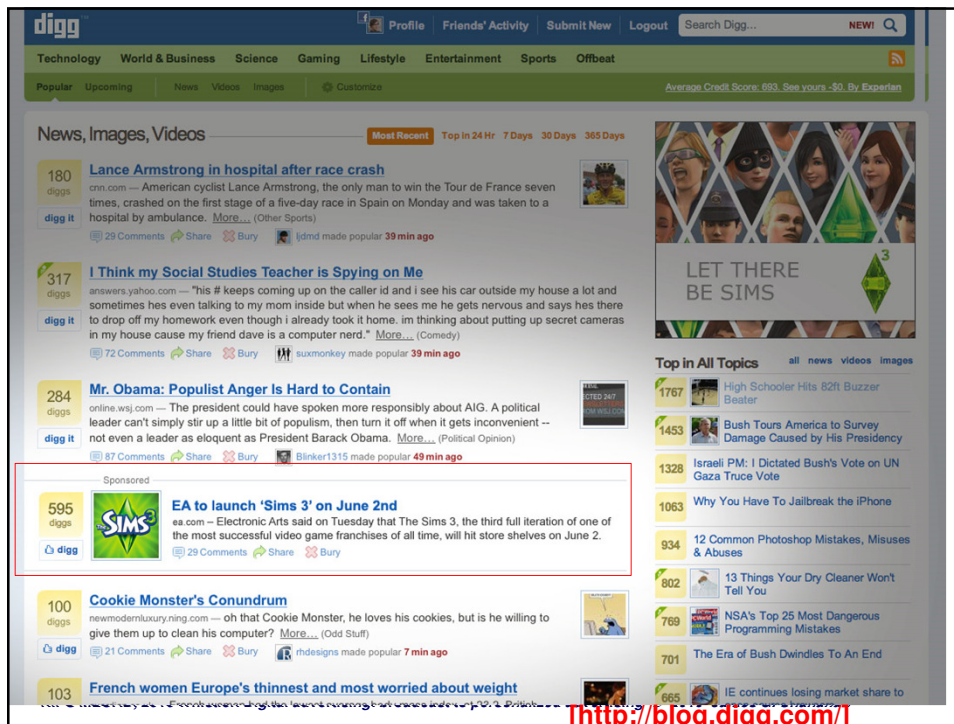 digg
Profile Friends' Activity Submit New Logout Search Digg... NEW!
Technology World & Business Science Gaming Lifestyle Entertainment Sports Offbeat
Popular Upcoming News Videos Images Customize Average Credit Score: 693. See yours -$0. By Experian
News, Images, Videos Most Recent Top in 24 Hr 7 Days 30 Days 365 Days
180 diggs
digg it
Lance Armstrong in hospital after race crash
cnn.com — American cyclist Lance Armstrong, the only man to win the Tour de France seven
times, crashed on the first stage of a five-day race in Spain on Monday and was taken to a
hospital by ambulance. More... (Other Sports)
29 Comments Share Bury ljdmd made popular 39 min ago
317 diggs
digg it
I Think my Social Studies Teacher is Spying on Me
answers.yahoo.com — "his # keeps coming up on the caller id and i see his car outside my house a lot and
sometimes hes even talking to my mom inside but when he sees me he gets nervous and says hes there
to drop off my homework even though i already took it home. im thinking about putting up secret cameras
in my house cause my friend dave is a computer nerd." More... (Comedy)
72 Comments Share Bury suxmonkey made popular 39 min ago
284 diggs
digg it
Mr. Obama: Populist Anger Is Hard to Contain
online.wsj.com — The president could have spoken more responsibly about AIG. A political
leader can't simply stir up a little bit of populism, then turn it off when it gets inconvenient --
not even a leader as eloquent as President Barack Obama. More... (Political Opinion)
87 Comments Share Bury Blinker1315 made popular 49 min ago
Sponsored
595 diggs
digg
The SIMS 3
EA to launch ‘Sims 3’ on June 2nd
ea.com – Electronic Arts said on Tuesday that The Sims 3, the third full iteration of one of
the most successful video game franchises of all time, will hit store shelves on June 2.
29 Comments Share Bury
100 diggs
digg
Cookie Monster's Conundrum
newmodernluxury.ning.com — oh that Cookie Monster, he loves his cookies, but is he willing to
give them up to clean his computer? More... (Odd Stuff)
21 Comments Share Bury rhdesigns made popular 7 min ago
103
French women Europe's thinnest and most worried about weight
LET THERE
BE SIMS
3
Top in All Topics all news videos images
1767 High Schooler Hits 82ft Buzzer
Beater
1453 Bush Tours America to Survey
Damage Caused by His Presidency
1328 Israeli PM: I Dictated Bush's Vote on UN
Gaza Truce Vote
1063 Why You Have To Jailbreak the iPhone
934 12 Common Photoshop Mistakes, Misuses
& Abuses
802 13 Things Your Dry Cleaner Won't
Tell You
769 NSA's Top 25 Most Dangerous
Programming Mistakes
701 The Era of Bush Dwindles To An End
665 IE continues losing market share to
[http://blog.digg.com/]